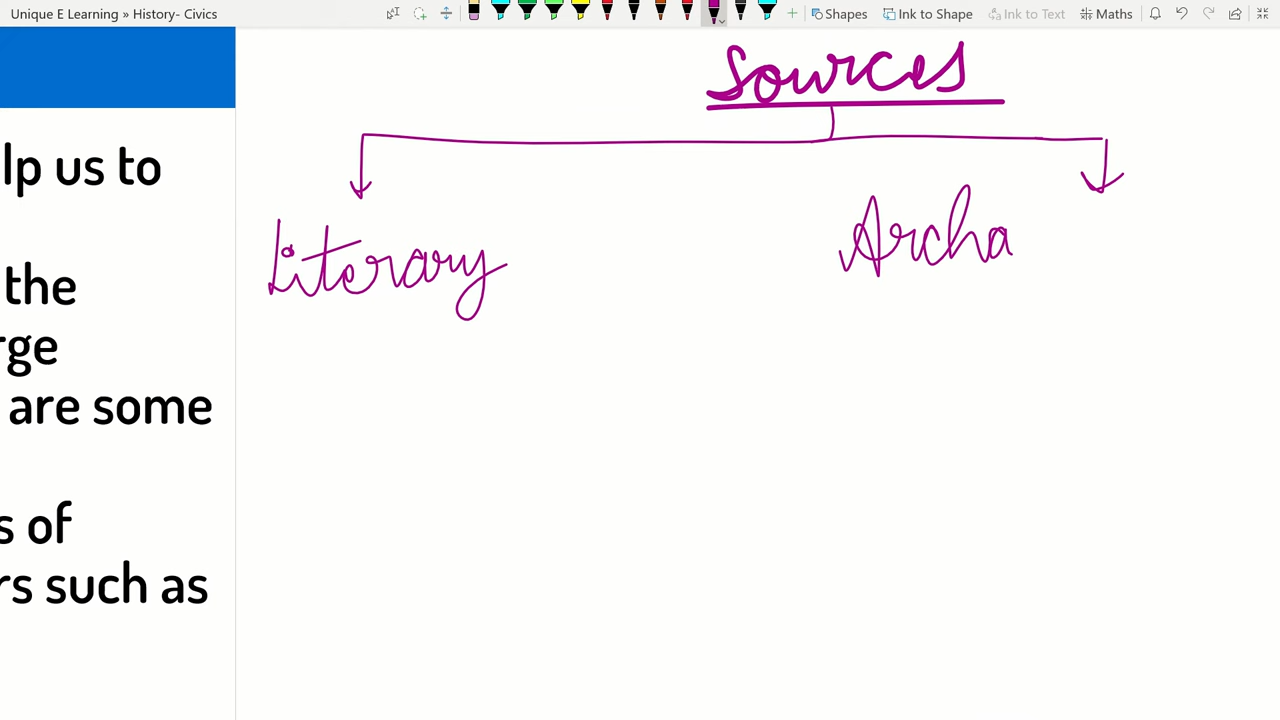 Unique E Learning » History- Civics
Shapes Ink to Shape Ink to Text Maths
Sources
lp us to
Literary Archa
the
rge
are some
s of
rs such as